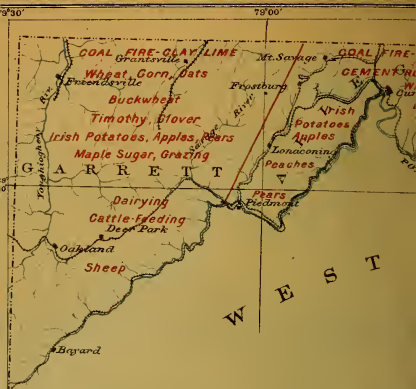 79°30'
79°00'
COAL FIRE-CLAY LIME
Grantsville
Mt. Savage
COAL FIRE-
Wheat, Corn, Oats
Friendsville
CEMENT
Frostburg
Buckwheat
Timothy, Clover
Irish
Potatoes
Apples
Irish Potatoes, Apples, Pears
Savage River
Youghiogheny Riv.
Maple Sugar, Grazing
Lonaconing
Peaches
GARRETT
A
Pears
Piedmont
Dairying
Cattle-Feeding
Deer Park
Oakland
Sheep
WEST
Bayard